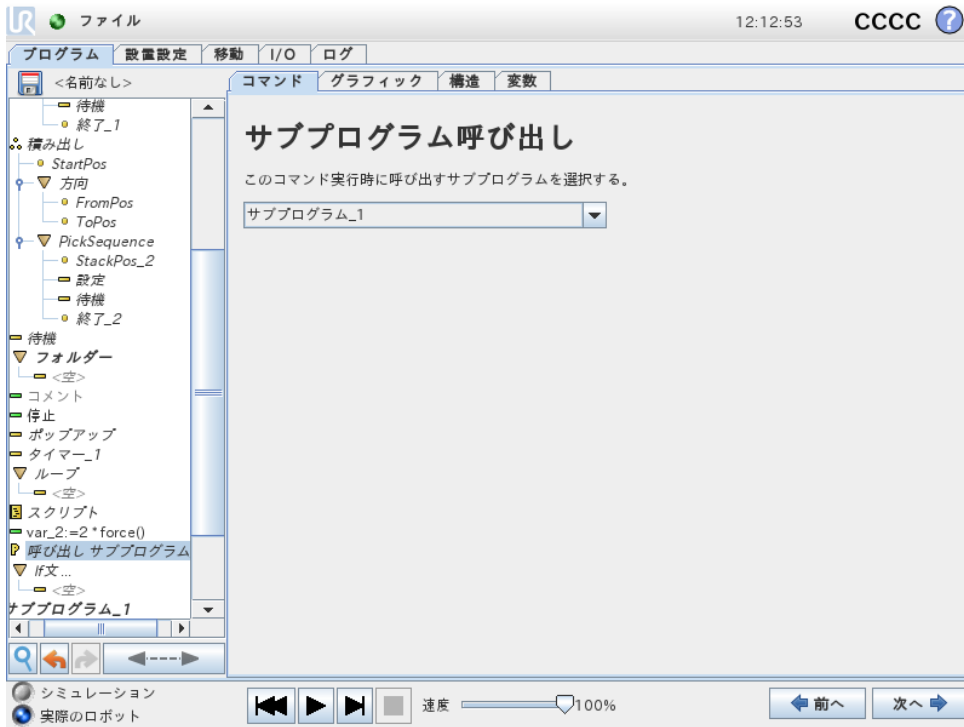 UR ファイル 12:12:53 CCCC ?
プログラム 設置設定 移動 I/O ログ
<名前なし>
コマンド グラフィック 構造 変数
待機
終了_1
積み出し
StartPos
方向
FromPos
ToPos
PickSequence
StackPos_2
設定
待機
終了_2
待機
フォルダー
<空>
コメント
停止
ポップアップ
タイマー_1
ループ
<空>
スクリプト
var_2:=2 * force()
呼び出し サブプログラム
If文 ...
<空>
サブプログラム_1
サブプログラム呼び出し
このコマンド実行時に呼び出すサブプログラムを選択する。
サブプログラム_1
シミュレーション
実際のロボット
速度 100%
前へ 次へ